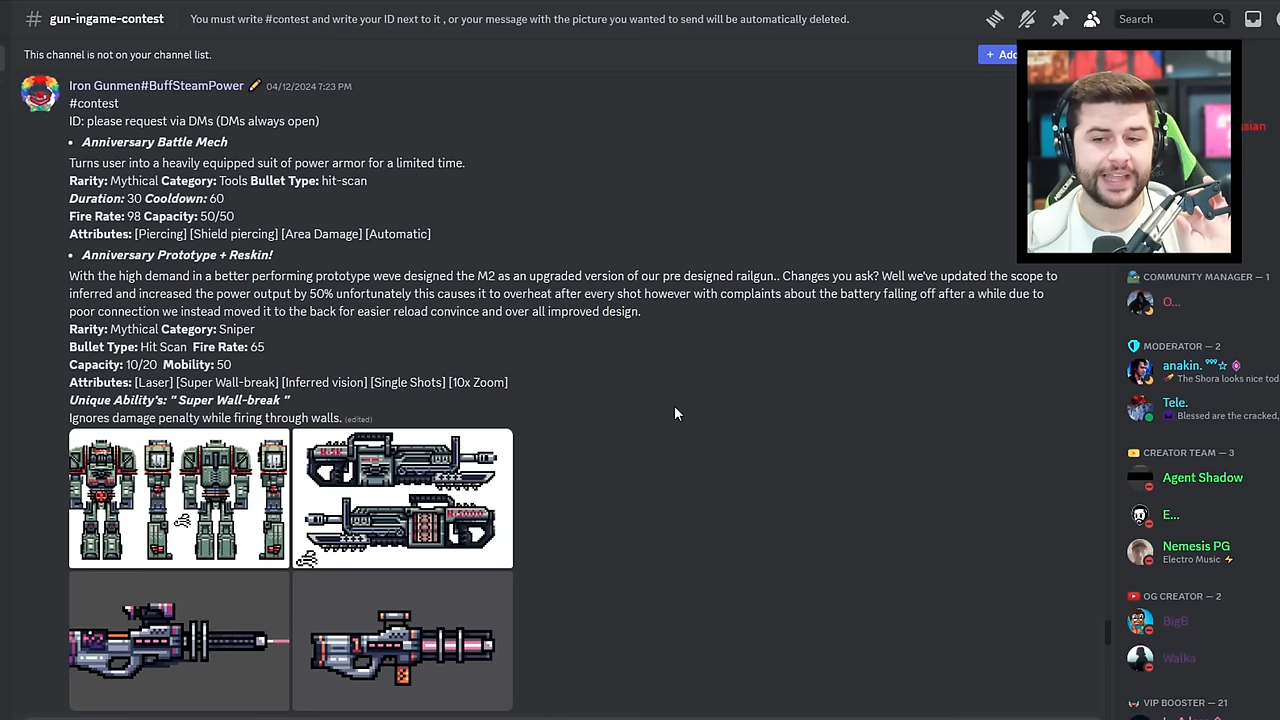 # gun-ingame-contest
You must write #contest and write your ID next to it , or your message with the picture you wanted to send will be automatically deleted.
Search
This channel is not on your channel list.
+ Add
Iron Gunmen#BuffSteamPower 04/12/2024 7:23 PM
#contest
ID: please request via DMs (DMs always open)
• Anniversary Battle Mech
Turns user into a heavily equipped suit of power armor for a limited time.
Rarity: Mythical Category: Tools Bullet Type: hit-scan
Duration: 30 Cooldown: 60
Fire Rate: 98 Capacity: 50/50
Attributes: [Piercing] [Shield piercing] [Area Damage] [Automatic]
• Anniversary Prototype + Reskin!
With the high demand in a better performing prototype weve designed the M2 as an upgraded version of our pre designed railgun.. Changes you ask? Well we've updated the scope to
inferred and increased the power output by 50% unfortunately this causes it to overheat after every shot however with complaints about the battery falling off after a while due to
poor connection we instead moved it to the back for easier reload convince and over all improved design.
Rarity: Mythical Category: Sniper
Bullet Type: Hit Scan Fire Rate: 65
Capacity: 10/20 Mobility: 50
Attributes: [Laser] [Super Wall-break] [Inferred vision] [Single Shots] [10x Zoom]
Unique Ability's: " Super Wall-break "
Ignores damage penalty while firing through walls. (edited)
sian
COMMUNITY MANAGER — 1
O...
MODERATOR — 2
anakin. ⁹⁹⁹☆
The Shora looks nice tod
Tele.
Blessed are the cracked,
CREATOR TEAM — 3
Agent Shadow
E...
Nemesis PG
Electro Music ⚡
OG CREATOR — 2
BigB
Walka
VIP BOOSTER — 21